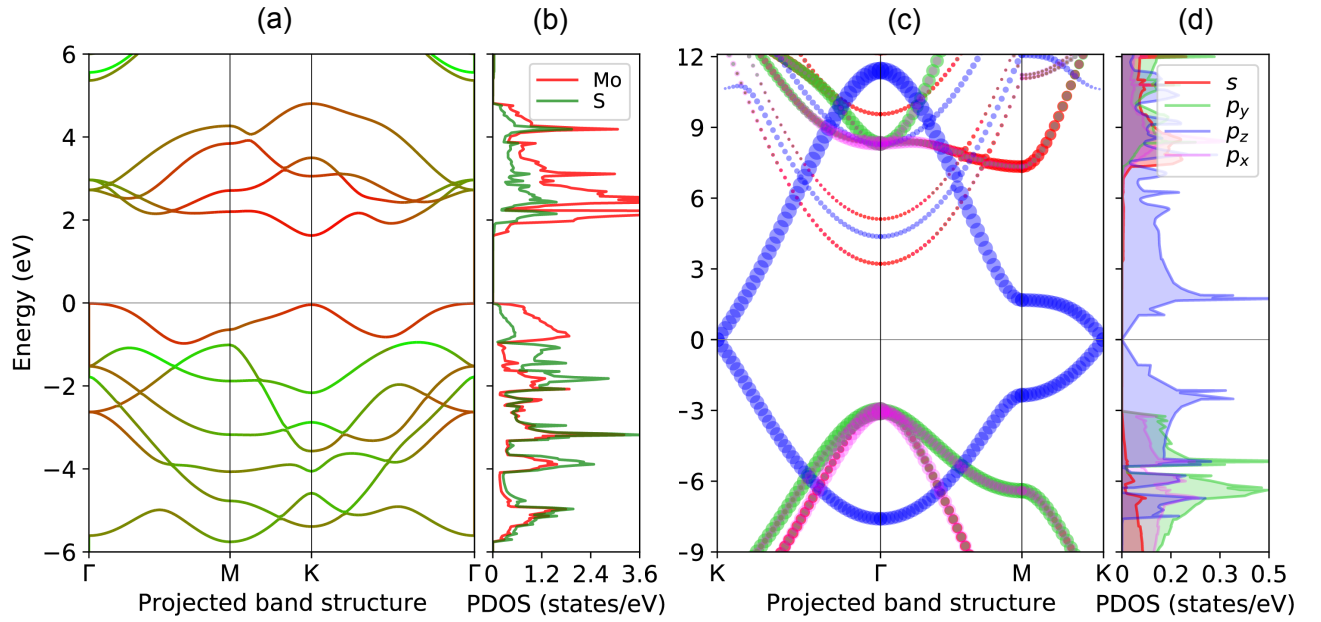 (a)
(b)
(c)
(d)
Energy (eV)
6
4
2
0
−2
−4
−6
Γ
M
K
Γ
Projected band structure
Mo
S
0
1.2
2.4
3.6
PDOS (states/eV)
12
9
6
3
0
−3
−6
−9
K
Γ
M
K
Projected band structure
s
p_y
p_z
p_x
0
0.2
0.3
0.5
PDOS (states/eV)